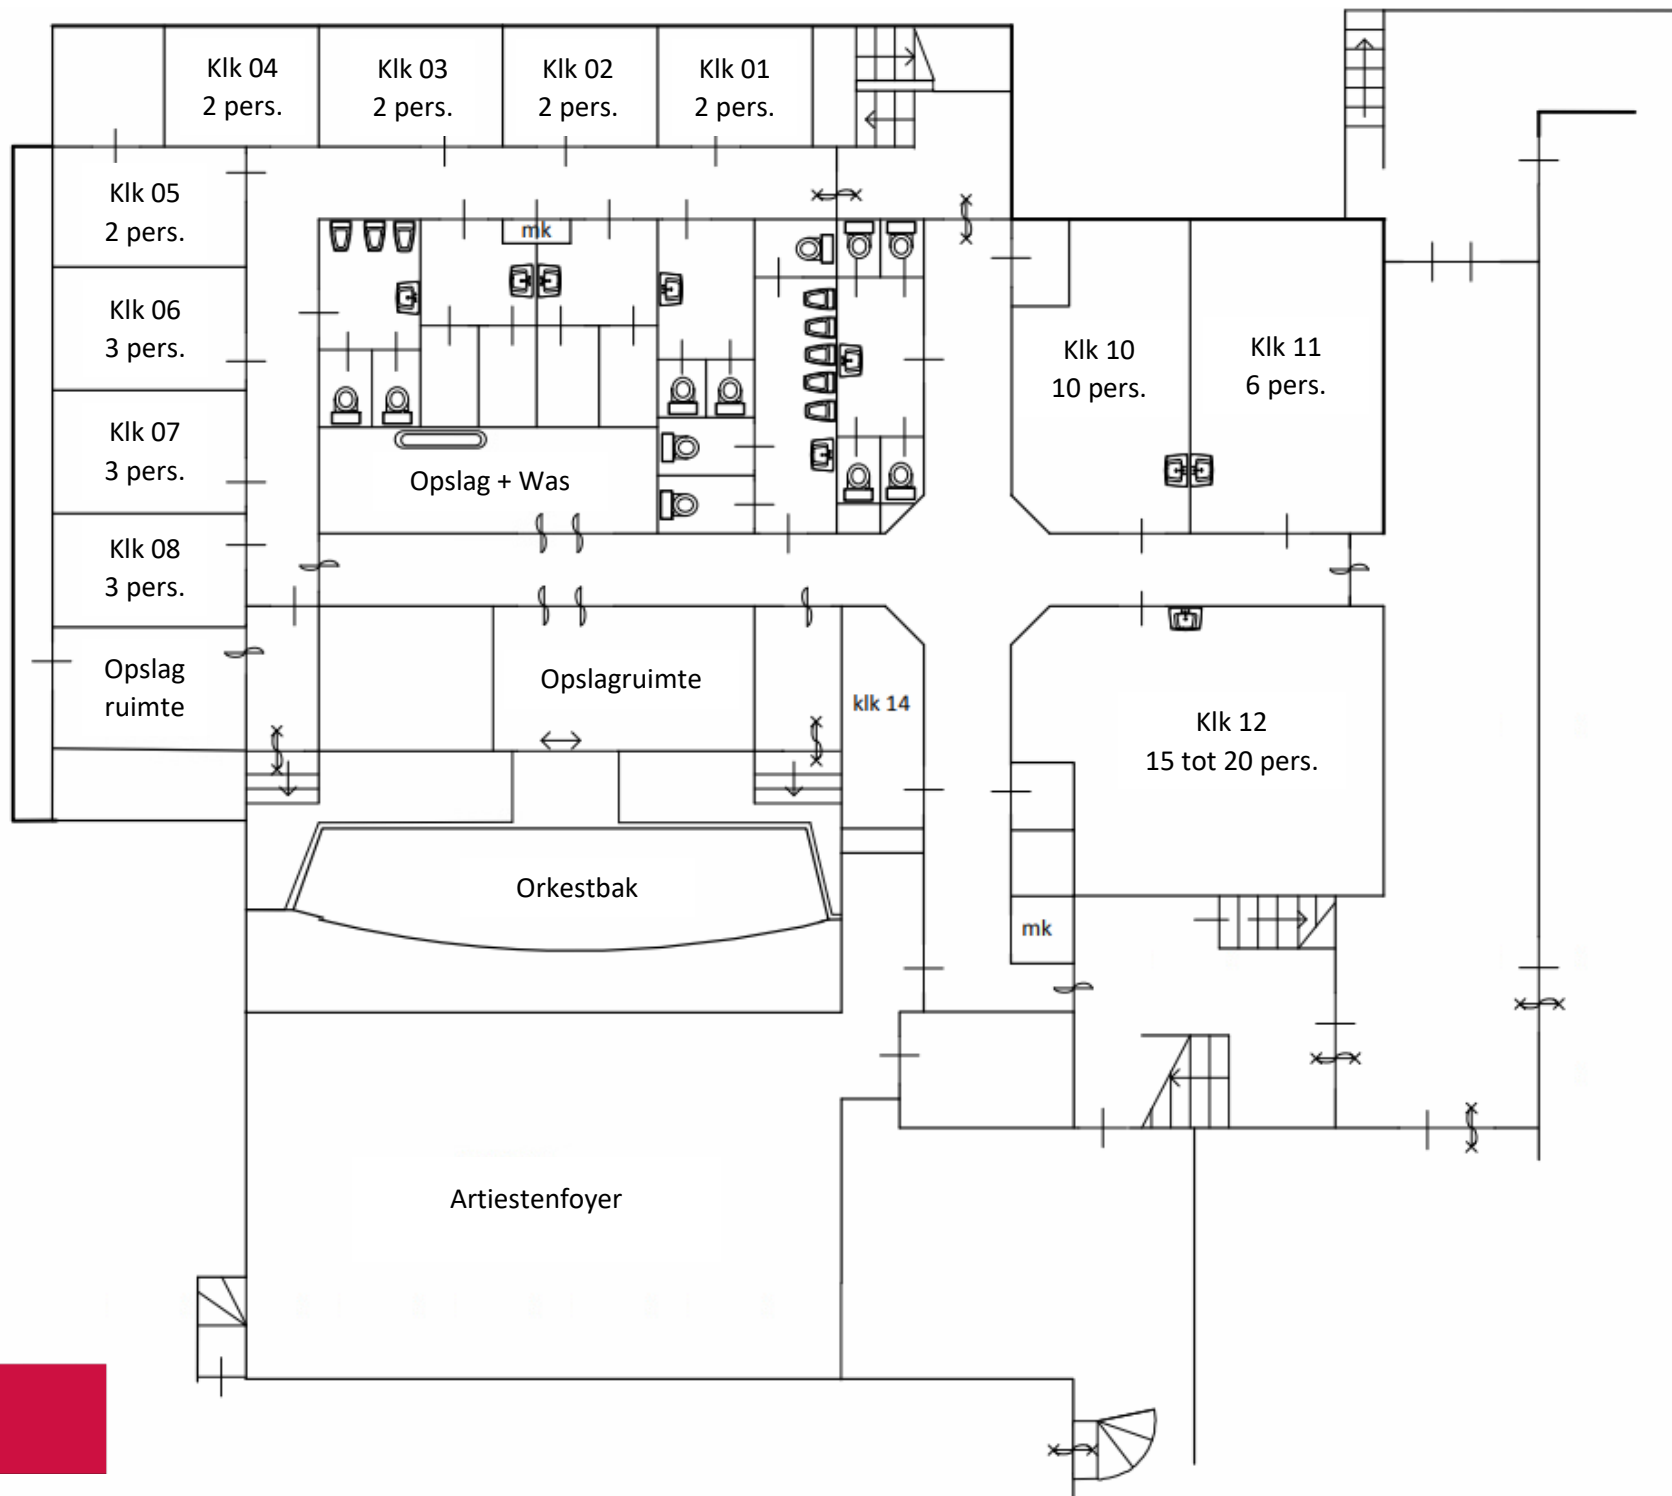 Klk 04
2 pers.
Klk 03
2 pers.
Klk 02
2 pers.
Klk 01
2 pers.
Klk 05
2 pers.
mk
Klk 06
3 pers.
Klk 10
10 pers.
Klk 11
6 pers.
Klk 07
3 pers.
Opslag + Was
Klk 08
3 pers.
Opslag
ruimte
Opslagruimte
klk 14
Klk 12
15 tot 20 pers.
Orkestbak
mk
Artiestenfoyer